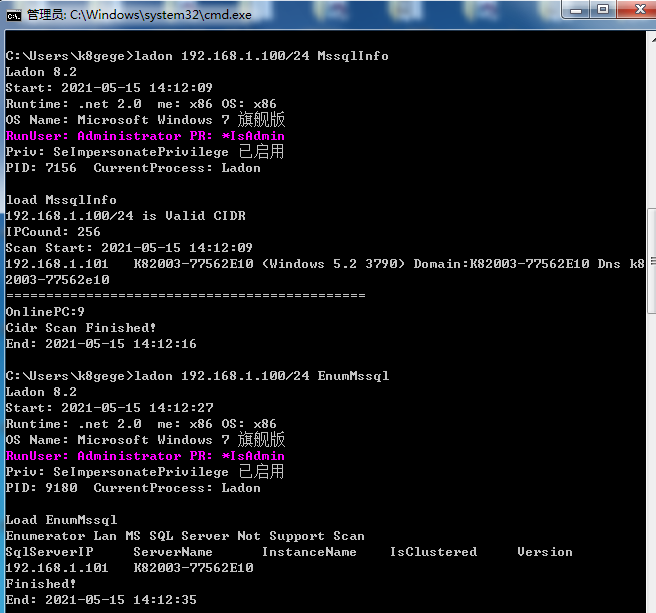 管理员: C:\Windows\system32\cmd.exe
C:\Users\k8gege>ladon 192.168.1.100/24 MssqlInfo
Ladon 8.2
Start: 2021-05-15 14:12:09
Runtime: .net 2.0  me: x86 OS: x86
OS Name: Microsoft Windows 7 旗舰版
RunUser: Administrator PR: *IsAdmin
Priv: SeImpersonatePrivilege 已启用
PID: 7156  CurrentProcess: Ladon
load MssqlInfo
192.168.1.100/24 is Valid CIDR
IPCound: 256
Scan Start: 2021-05-15 14:12:09
192.168.1.101   K82003-77562E10 (Windows 5.2 3790) Domain:K82003-77562E10 Dns k8
2003-77562e10
=============================================
OnlinePC:9
Cidr Scan Finished!
End: 2021-05-15 14:12:16
C:\Users\k8gege>ladon 192.168.1.100/24 EnumMssql
Ladon 8.2
Start: 2021-05-15 14:12:27
Runtime: .net 2.0  me: x86 OS: x86
OS Name: Microsoft Windows 7 旗舰版
RunUser: Administrator PR: *IsAdmin
Priv: SeImpersonatePrivilege 已启用
PID: 9180  CurrentProcess: Ladon
Load EnumMssql
Enumerator Lan MS SQL Server Not Support Scan
SqlServerIP     ServerName      InstanceName    IsClustered     Version
192.168.1.101   K82003-77562E10
Finished!
End: 2021-05-15 14:12:35